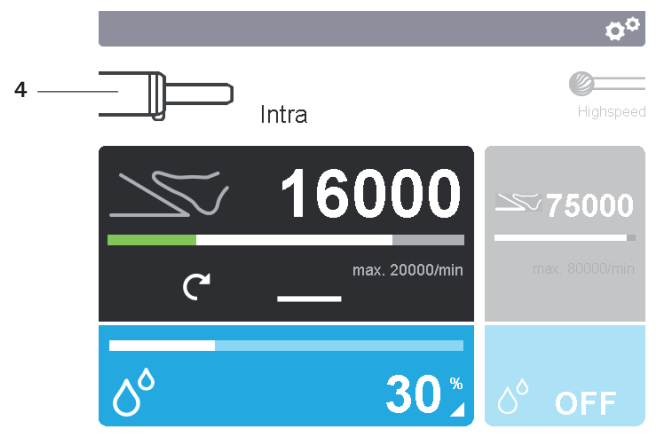 4
Intra
Highspeed
16000
max. 20000/min
75000
max. 80000/min
30 %
OFF